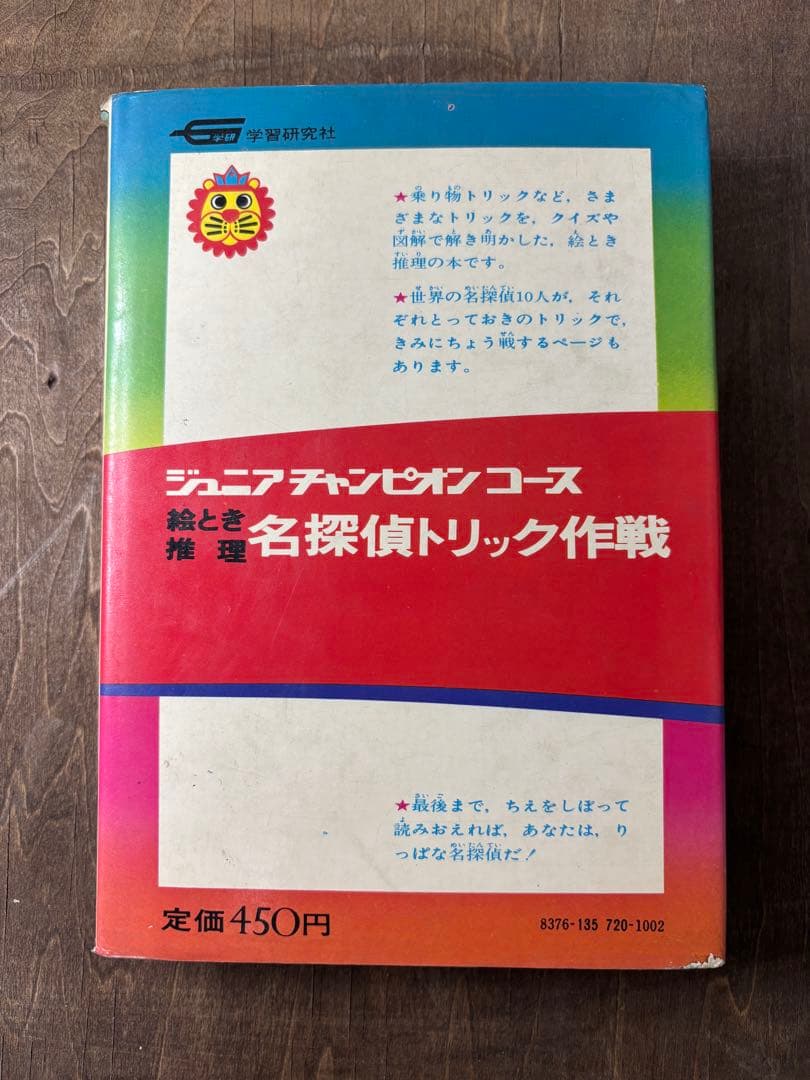 学研 学習研究社
★乗り物トリックなど，さま
ざまなトリックを，クイズや
図解で解き明かした，絵とき
推理の本です。
★世界の名探偵10人が，それ
ぞれとっておきのトリックで，
きみにちょう戦するページも
あります。
ジュニアチャンピオンコース
絵とき
推理
名探偵トリック作戦
★最後まで，ちえをしぼって
読みおえれば，あなたは，り
っぱな名探偵だ！
定価450円
8376-135 720-1002